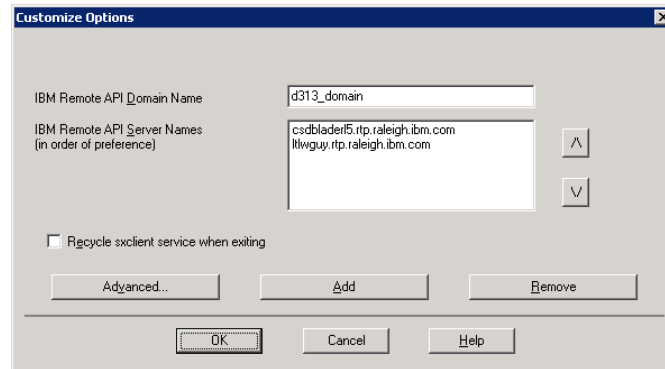 Customize Options
IBM Remote API Domain Name
d313_domain
IBM Remote API Server Names
(in order of preference)
csdbladerl5.rtp.raleigh.ibm.com
ltlwguy.rtp.raleigh.ibm.com
/\
\/
Recycle sxclient service when exiting
Advanced...
Add
Remove
OK
Cancel
Help